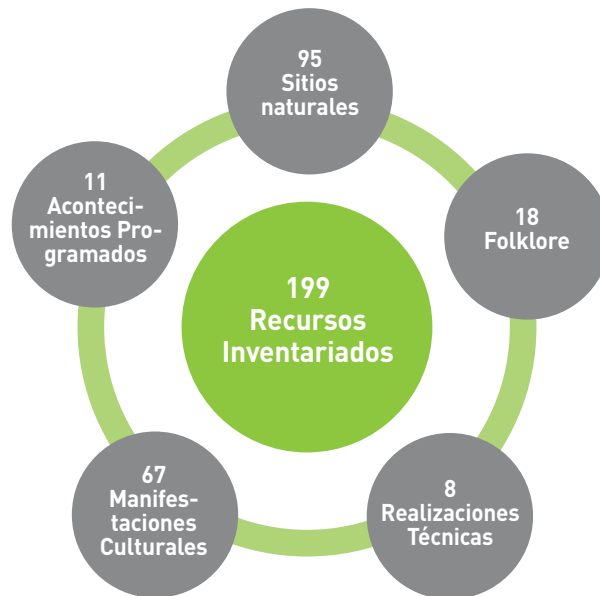 95
Sitios
naturales
11
Aconteci-
mientos Pro-
gramados
18
Folklore
199
Recursos
Inventariados
67
Manifes-
taciones
Culturales
8
Realizaciones
Técnicas